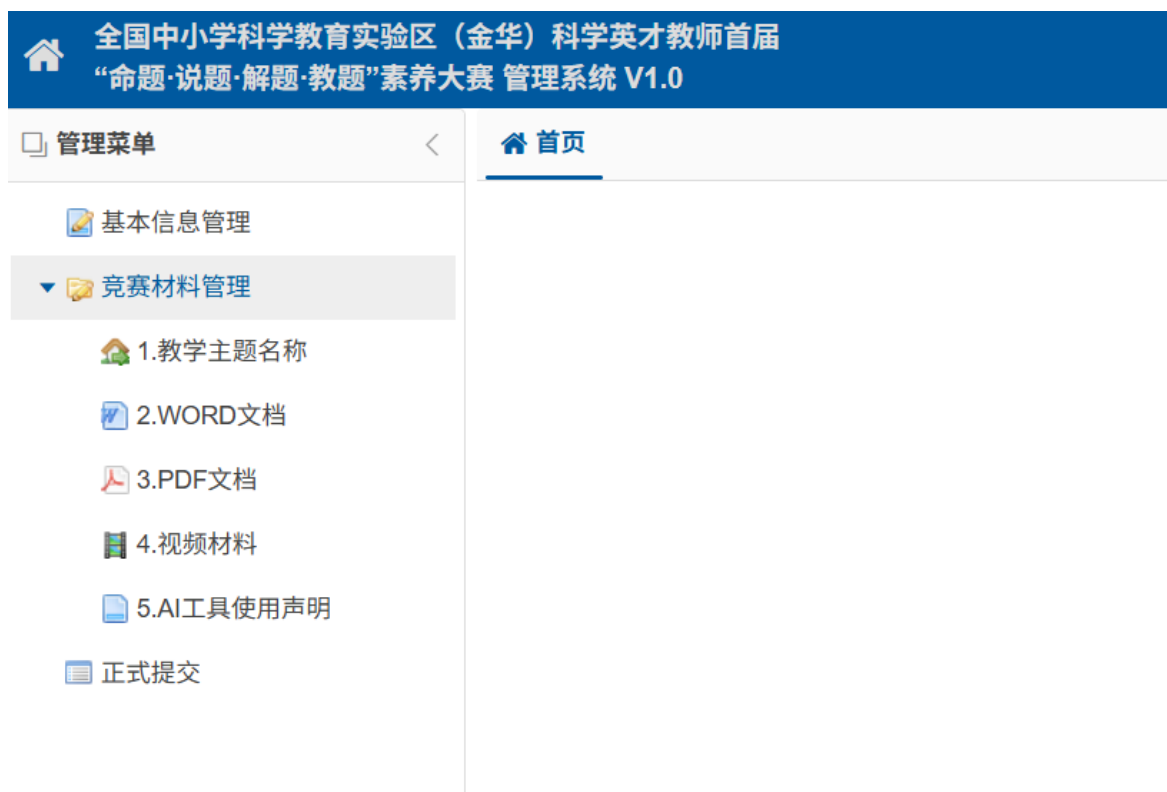 全国中小学科学教育实验区（金华）科学英才教师首届
“命题·说题·解题·教题”素养大赛 管理系统 V1.0
管理菜单
首页
基本信息管理
竞赛材料管理
1.教学主题名称
2.WORD文档
3.PDF文档
4.视频材料
5.AI工具使用声明
正式提交